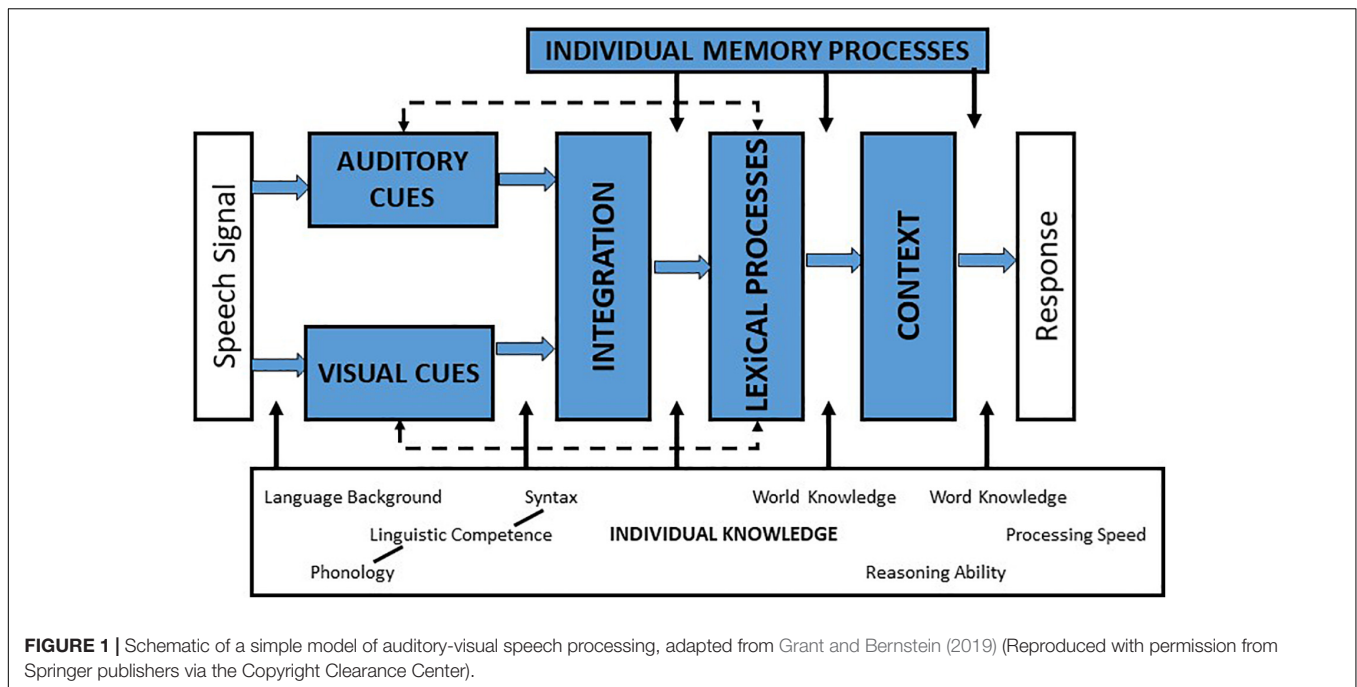 INDIVIDUAL MEMORY PROCESSES
Speech Signal
AUDITORY
CUES
VISUAL CUES
INTEGRATION
LEXiCAL PROCESSES
CONTEXT
Response
Language Background
Syntax
World Knowledge
Word Knowledge
Linguistic Competence
INDIVIDUAL KNOWLEDGE
Processing Speed
Phonology
Reasoning Ability
FIGURE 1 | Schematic of a simple model of auditory-visual speech processing, adapted from Grant and Bernstein (2019) (Reproduced with permission from
Springer publishers via the Copyright Clearance Center).